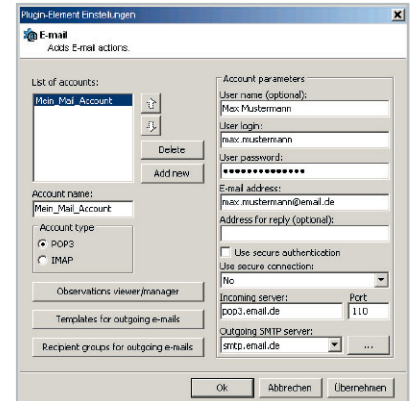 Plugin-Element Einstellungen
E-mail
Adds E-mail actions.
List of accounts:
Mein_Mail_Account
Delete
Add new
Account name:
Mein_Mail_Account
Account type
POP3
IMAP
Observations viewer/manager
Templates for outgoing e-mails
Recipient groups for outgoing e-mails
Account parameters
User name (optional):
Max Mustermann
User login:
max.mustermann
User password:
••••••••••••••
E-mail address:
max.mustermann@email.de
Address for reply (optional):
Use secure authentication
Use secure connection:
No
Incoming server: Port
pop3.email.de 110
Outgoing SMTP server:
smtp.email.de ...
Ok Abbrechen Übernehmen